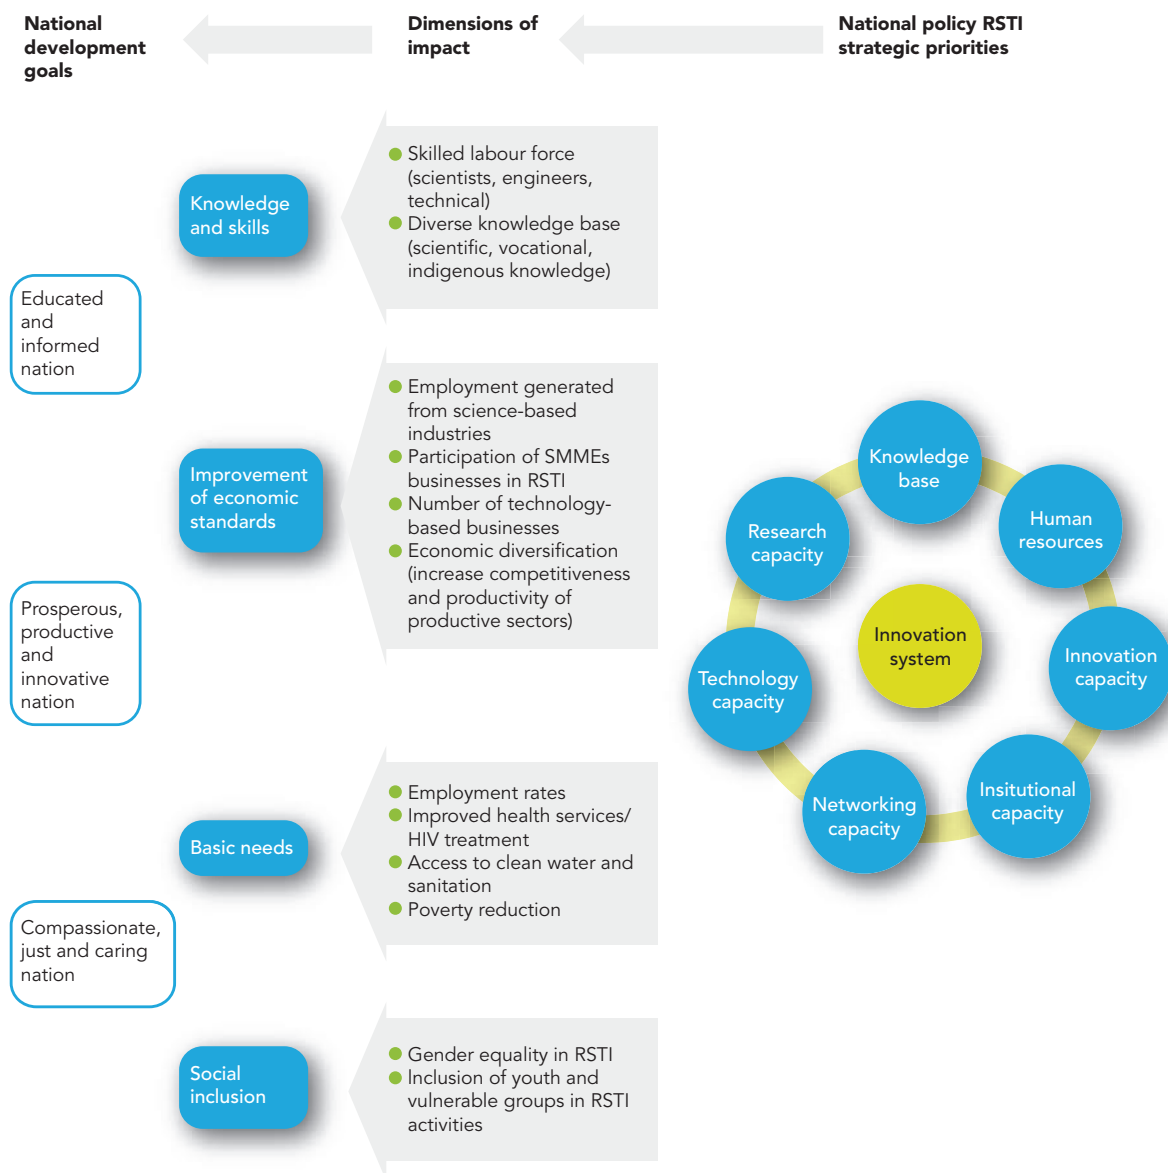 National
development
goals
Dimensions of
impact
National policy RSTI
strategic priorities
Knowledge
and skills
Skilled labour force
(scientists, engineers,
technical)
Diverse knowledge base
(scientific, vocational,
indigenous knowledge)
Educated
and
informed
nation
Improvement
of economic
standards
Employment generated
from science-based
industries
Participation of SMMEs
businesses in RSTI
Number of technology-
based businesses
Economic diversification
(increase competitiveness
and productivity of
productive sectors)
Prosperous,
productive
and
innovative
nation
Basic needs
Employment rates
Improved health services/
HIV treatment
Access to clean water and
sanitation
Poverty reduction
Compassionate,
just and caring
nation
Social
inclusion
Gender equality in RSTI
Inclusion of youth and
vulnerable groups in RSTI
activities
Knowledge
base
Human
resources
Innovation
capacity
Insitutional
capacity
Networking
capacity
Technology
capacity
Research
capacity
Innovation
system